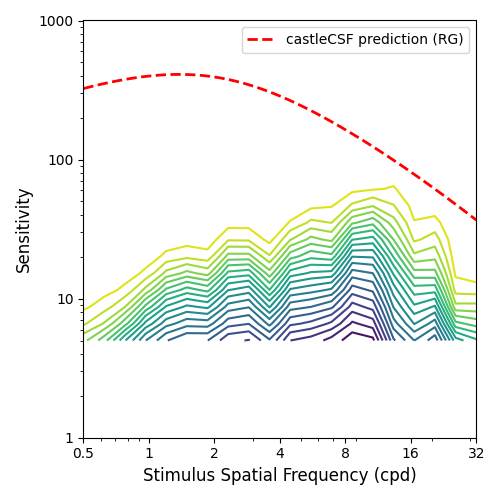 1000
100
10
1
0.5 1 2 4 8 16 32
Sensitivity
Stimulus Spatial Frequency (cpd)
castleCSF prediction (RG)